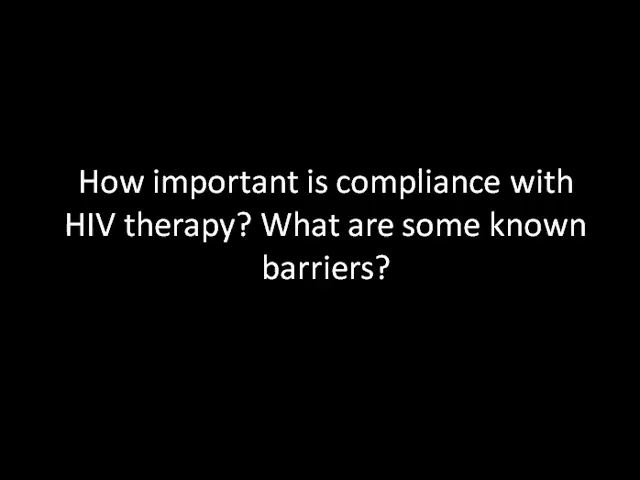 How important is compliance with
HIV therapy? What are some known
barriers?